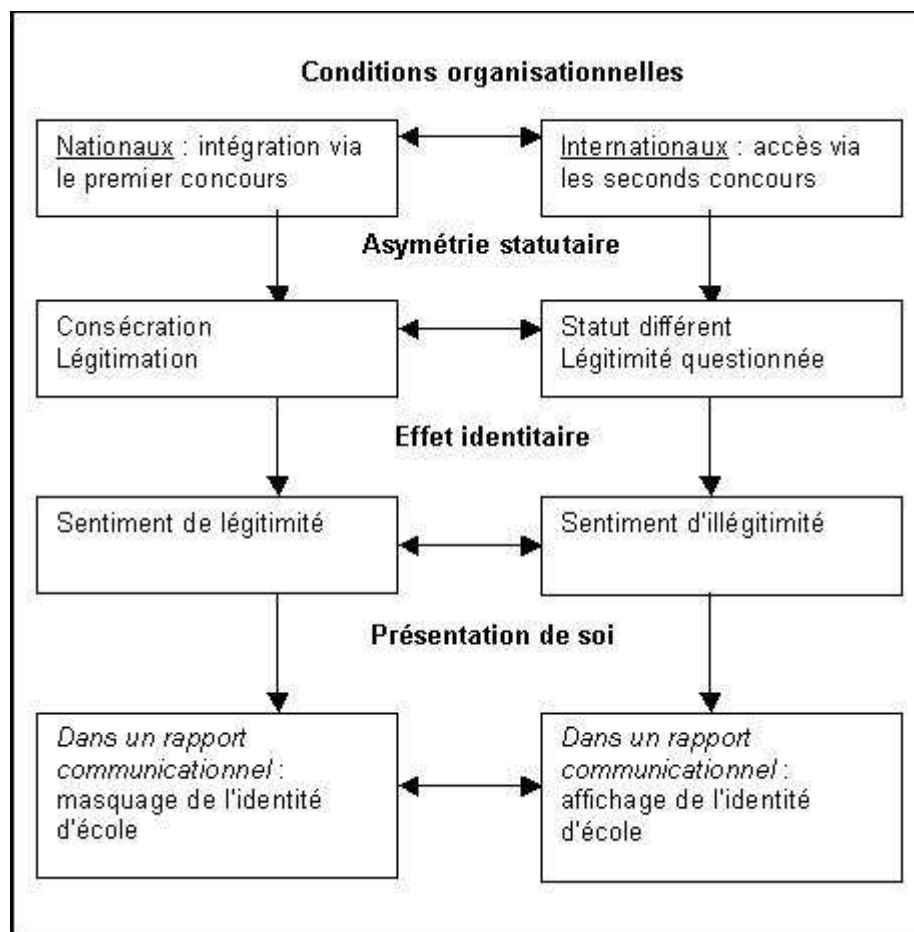 Conditions organisationnelles
Nationaux : intégration via
le premier concours
Internationaux : accès via
les seconds concours
Asymétrie statutaire
Consécration
Légitimation
Statut différent
Légitimité questionnée
Effet identitaire
Sentiment de légitimité
Sentiment d'illégitimité
Présentation de soi
Dans un rapport
communicationnel :
masquage de l'identité
d'école
Dans un rapport
communicationnel :
affichage de l'identité
d'école